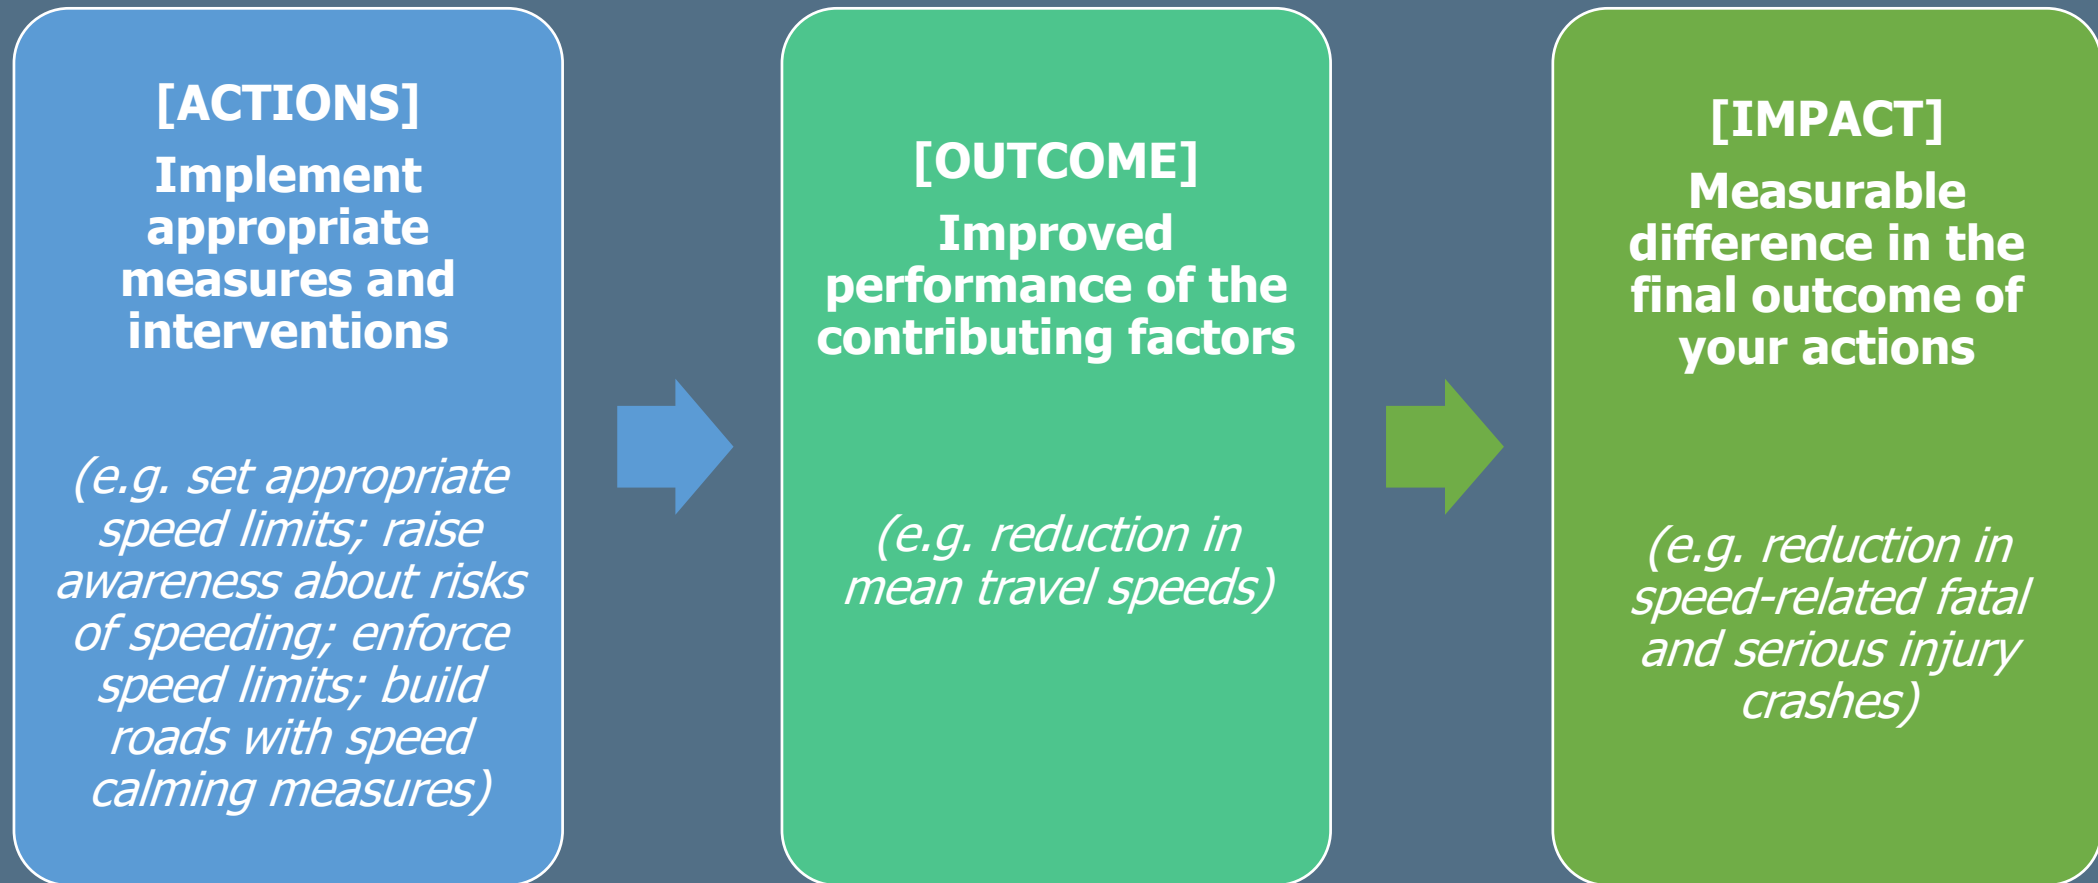 [ACTIONS]
Implement
appropriate
measures and
interventions
(e.g. set appropriate
speed limits; raise
awareness about risks
of speeding; enforce
speed limits; build
roads with speed
calming measures)
[OUTCOME]
Improved
performance of the
contributing factors
(e.g. reduction in
mean travel speeds)
[IMPACT]
Measurable
difference in the
final outcome of
your actions
(e.g. reduction in
speed-related fatal
and serious injury
crashes)